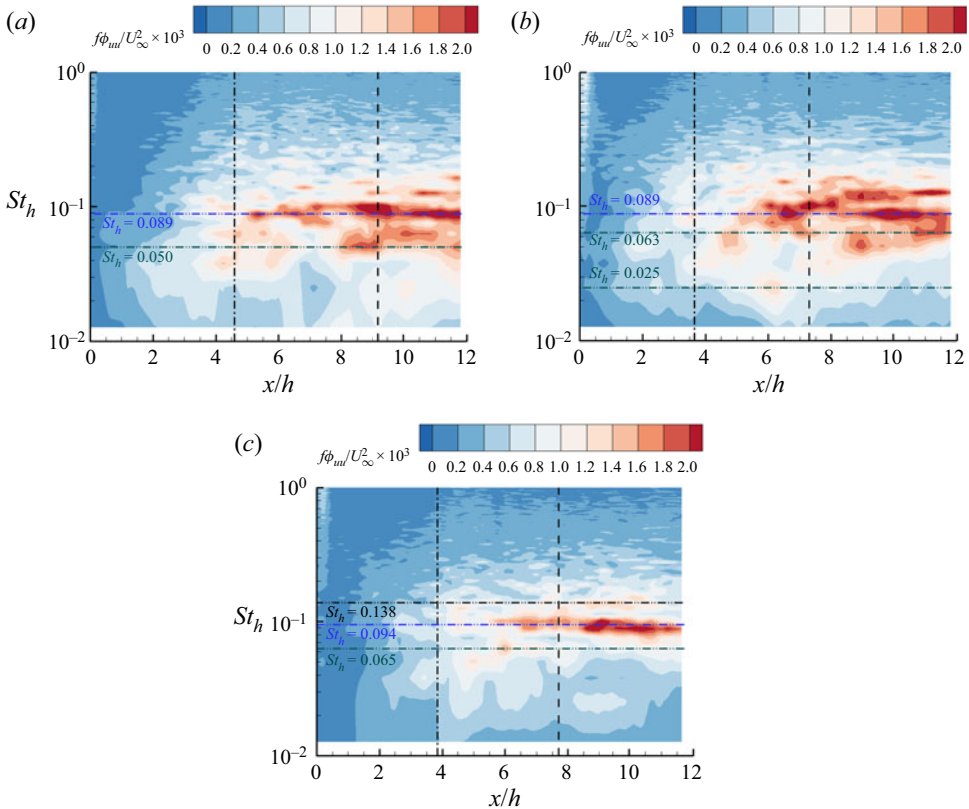 (a)
fϕuu/U²∞ × 10³
0 0.2 0.4 0.6 0.8 1.0 1.2 1.4 1.6 1.8 2.0
10⁰
Sth
10⁻¹
Sth = 0.089
Sth = 0.050
10⁻²
0 2 4 6 8 10 12
x/h
(b)
fϕuu/U²∞ × 10³
0 0.2 0.4 0.6 0.8 1.0 1.2 1.4 1.6 1.8 2.0
10⁰
10⁻¹
Sth = 0.089
Sth = 0.063
Sth = 0.025
10⁻²
0 2 4 6 8 10 12
x/h
(c)
fϕuu/U²∞ × 10³
0 0.2 0.4 0.6 0.8 1.0 1.2 1.4 1.6 1.8 2.0
10⁰
Sth
Sth = 0.138
10⁻¹
Sth = 0.094
Sth = 0.065
10⁻²
0 2 4 6 8 10 12
x/h